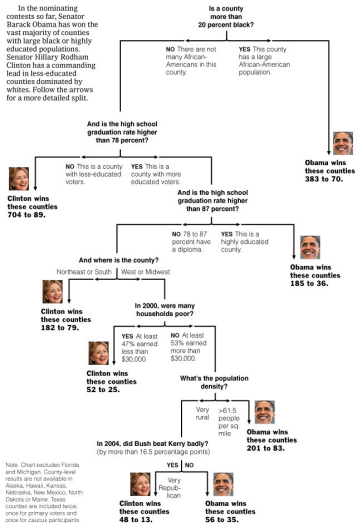 In the nominating
contests so far, Senator
Barack Obama has won the
vast majority of counties
with large black or highly
educated populations.
Senator Hillary Rodham
Clinton has a commanding
lead in less-educated
counties dominated by
whites. Follow the arrows
for a more detailed split.
Is a county
more than
20 percent black?
NO There are not
many African-
Americans in this
county.
YES This county
has a large
African-American
population.
And is the high school
graduation rate higher
than 78 percent?
Obama wins
these counties
383 to 70.
NO This is a county
with less-educated
voters.
YES This is a
county with more
educated voters.
Clinton wins
these counties
704 to 89.
And is the high school
graduation rate higher
than 87 percent?
NO 78 to 87
percent have
a diploma.
YES This is a
highly educated
county.
Obama wins
these counties
185 to 36.
And where is the county?
Northeast or South
West or Midwest
Clinton wins
these counties
182 to 79.
In 2000, were many
households poor?
YES At least
47% earned
less than
$30,000.
NO At least
53% earned
more than
$30,000.
Clinton wins
these counties
52 to 25.
What's the population
density?
Very
rural
>61.5
people
per sq.
mile
Obama wins
these counties
201 to 83.
In 2004, did Bush beat Kerry badly?
(by more than 16.5 percentage points)
YES
NO
Very
Repub-
lican
Clinton wins
these counties
48 to 13.
Obama wins
these counties
56 to 35.
Note: Chart excludes Florida
and Michigan. County-level
results are not available in
Alaska, Hawaii, Kansas,
Nebraska, New Mexico, North
Dakota or Maine. Texas
counties are included twice;
once for primary voters and
once for caucus participants.